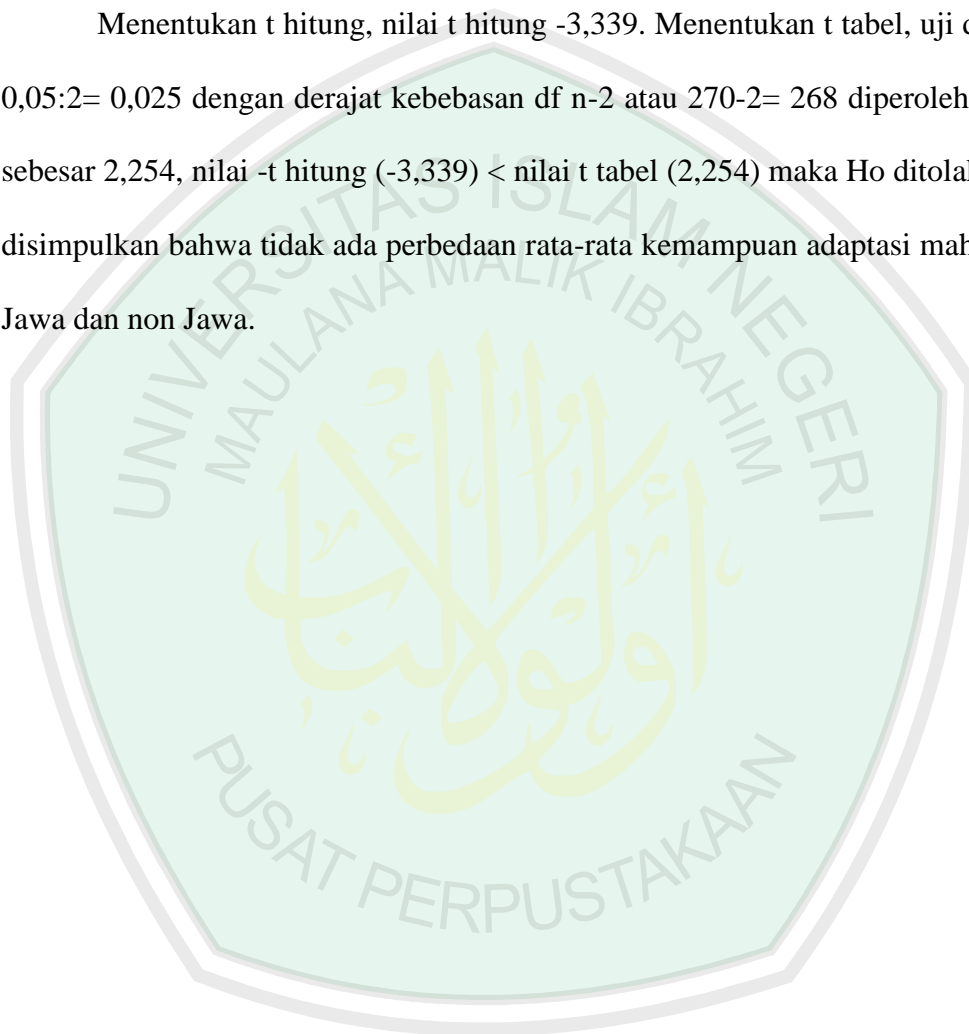 Menentukan t hitung, nilai t hitung -3,339. Menentukan t tabel, uji
0,05:2= 0,025 dengan derajat kebebasan df n-2 atau 270-2= 268 diperoleh
sebesar 2,254, nilai -t hitung (-3,339) < nilai t tabel (2,254) maka Ho
disimpulkan bahwa tidak ada perbedaan rata-rata kemampuan adaptasi
Jawa dan non Jawa.
UNIVERSITAS ISLAM NEGERI
MAULANA MALIK IBRAHIM
أولوا الألباب
PUSAT PERPUSTAKAAN